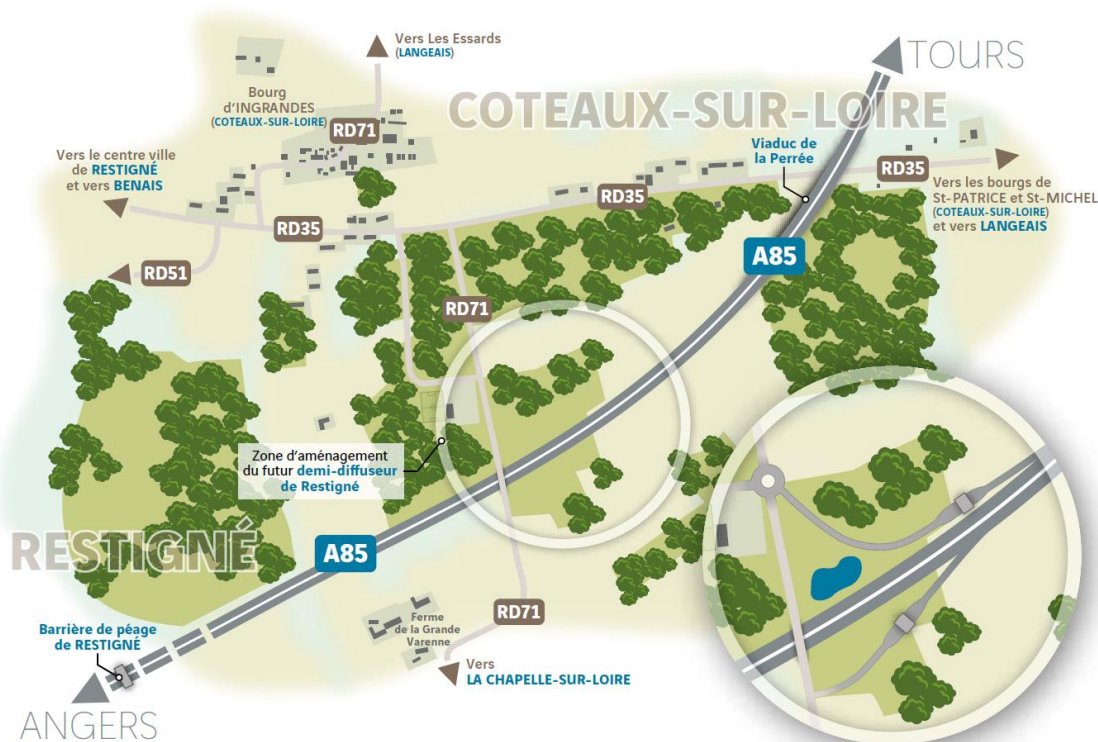 Vers Les Essards
(LANGEAIS)
TOURS
Bourg
d'INGRANDES
(COTEAUX-SUR-LOIRE)
RD71
COTEAUX-SUR-LOIRE
Vers le centre ville
de RESTIGNÉ
et vers BENAIS
Viaduc de
la Perrée
RD35
RD35
RD35
Vers les bourgs de
St-PATRICE et St-MICHEL
(COTEAUX-SUR-LOIRE)
et vers LANGEAIS
A85
RD51
RD71
Zone d'aménagement
du futur demi-diffuseur
de Restigné
RESTIGNÉ
A85
RD71
Ferme
de la Grande
Varenne
Barrière de péage
de RESTIGNÉ
Vers
LA CHAPELLE-SUR-LOIRE
ANGERS